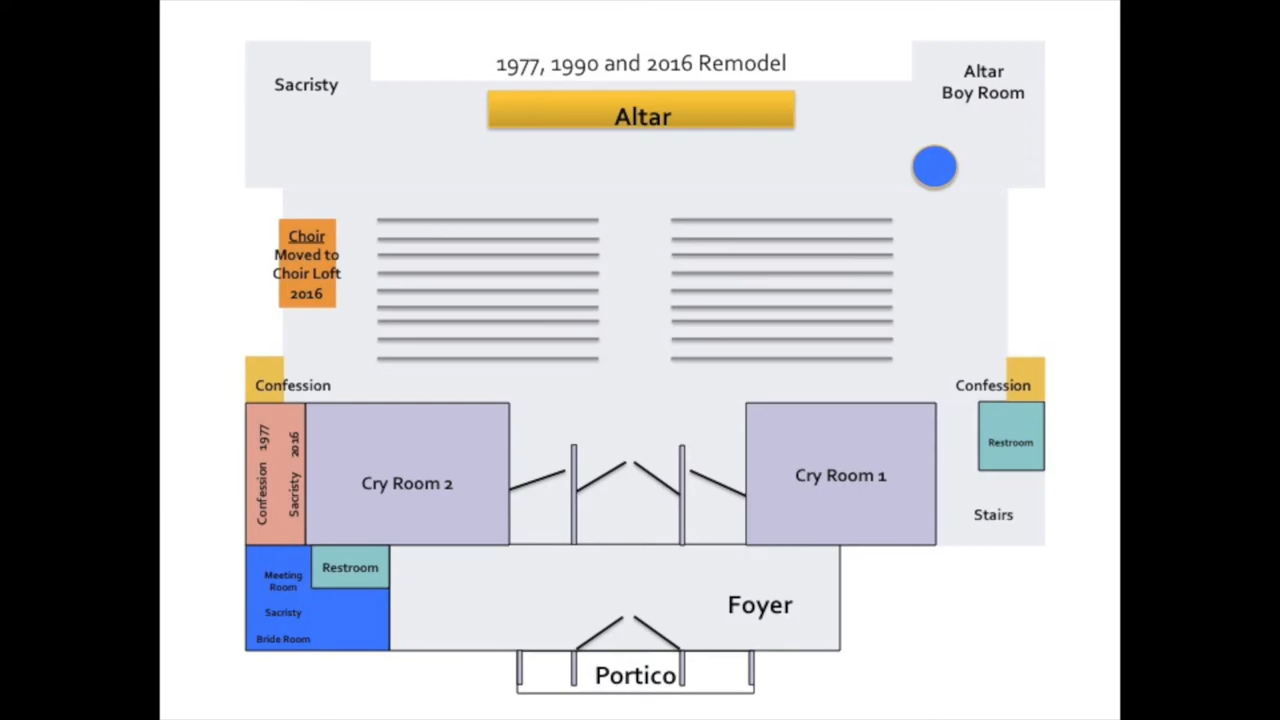 1977, 1990 and 2016 Remodel
Sacristy
Altar
Boy Room
Altar
Choir
Moved to
Choir Loft
2016
Confession
Confession
Confession 1977
Sacristy 2016
Cry Room 2
Cry Room 1
Restroom
Stairs
Meeting
Room
Sacristy
Bride Room
Restroom
Foyer
Portico